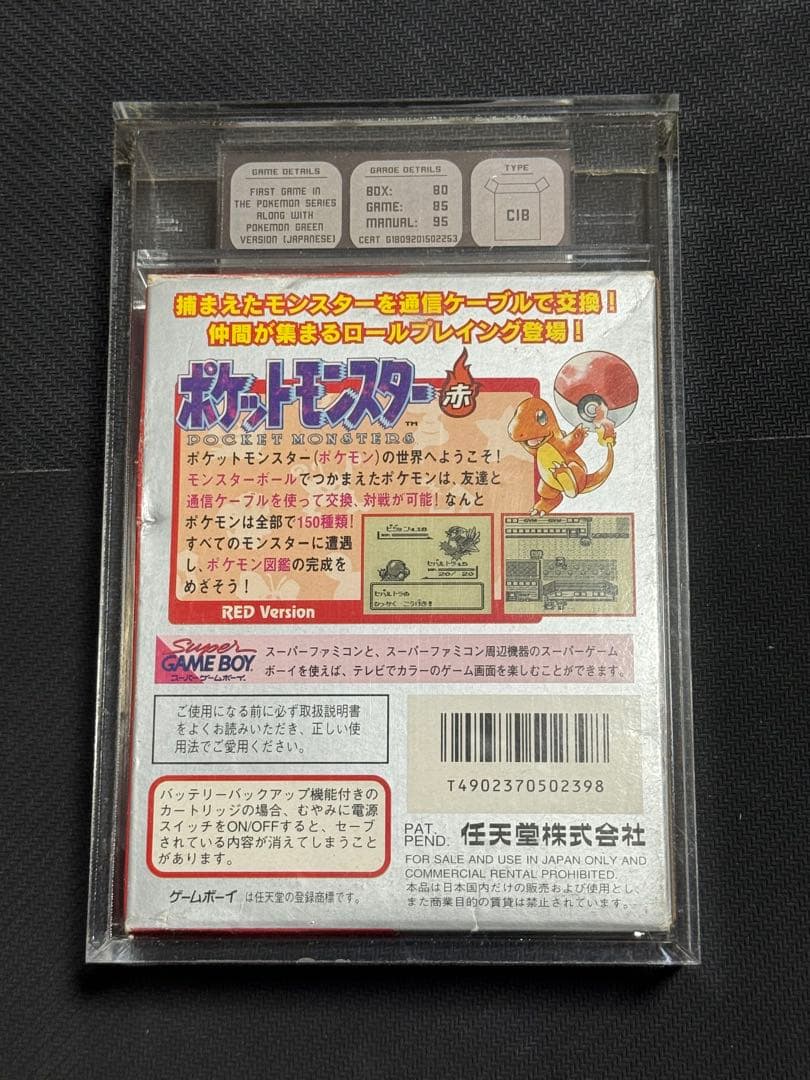 GAME DETAILS
FIRST GAME IN
THE POKEMON SERIES
ALONG WITH
POKEMON GREEN
VERSION (JAPANESE)
GRADE DETAILS
BOX: 80
GAME: 85
MANUAL: 95
CERT G1809201502253
TYPE
CIB
捕まえたモンスターを通信ケーブルで交換！
仲間が集まるロールプレイング登場！
ポケットモンスター 赤
TM
POCKET MONSTERS
ポケットモンスター(ポケモン)の世界へようこそ！
モンスターボールでつかまえたポケモンは、友達と
通信ケーブルを使って交換、対戦が可能！なんと
ポケモンは全部で150種類！
すべてのモンスターに遭遇
し、ポケモン図鑑の完成を
めざそう！
RED Version
20/ 20
Super
GAME BOY
スーパーゲームボーイ
スーパーファミコンと、スーパーファミコン周辺機器のスーパーゲーム
ボーイを使えば、テレビでカラーのゲーム画面を楽しむことができます。
ご使用になる前に必ず取扱説明書
をよくお読みいただき、正しい使
用法でご愛用ください。
T4902370502398
バッテリーバックアップ機能付きの
カートリッジの場合、むやみに電源
スイッチをON/OFFすると、セーブ
されている内容が消えてしまうこと
があります。
PAT.
PEND.
任天堂株式会社
FOR SALE AND USE IN JAPAN ONLY AND
COMMERCIAL RENTAL PROHIBITED.
本品は日本国内だけの販売および使用とし、
また商業目的の賃貸は禁止されています。
ゲームボーイ は任天堂の登録商標です。